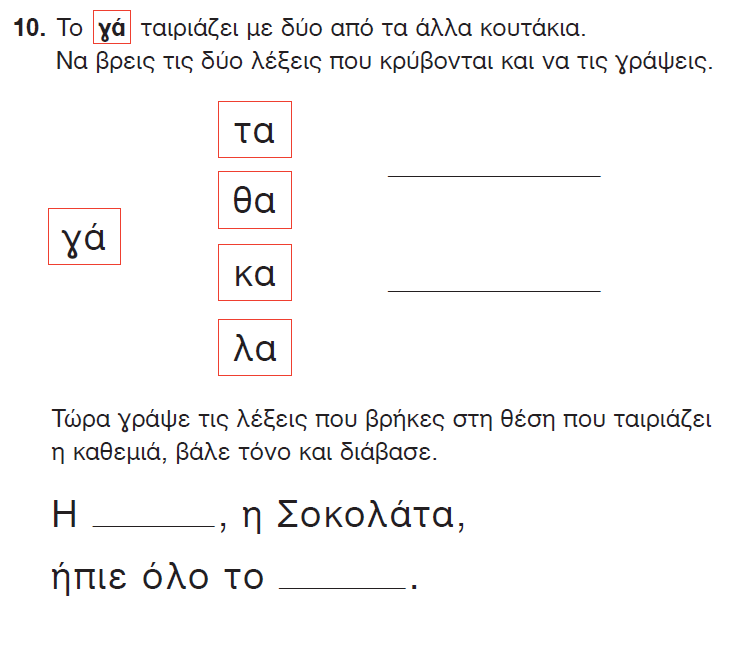 10. Το γά ταιριάζει με δύο από τα άλλα κουτάκια.
Να βρεις τις δύο λέξεις που κρύβονται και να τις γράψεις.
τα
θα
γά
κα
λα
Τώρα γράψε τις λέξεις που βρήκες στη θέση που ταιριάζει
η καθεμιά, βάλε τόνο και διάβασε.
Η ________, η Σοκολάτα,
ήπιε όλο το ________.